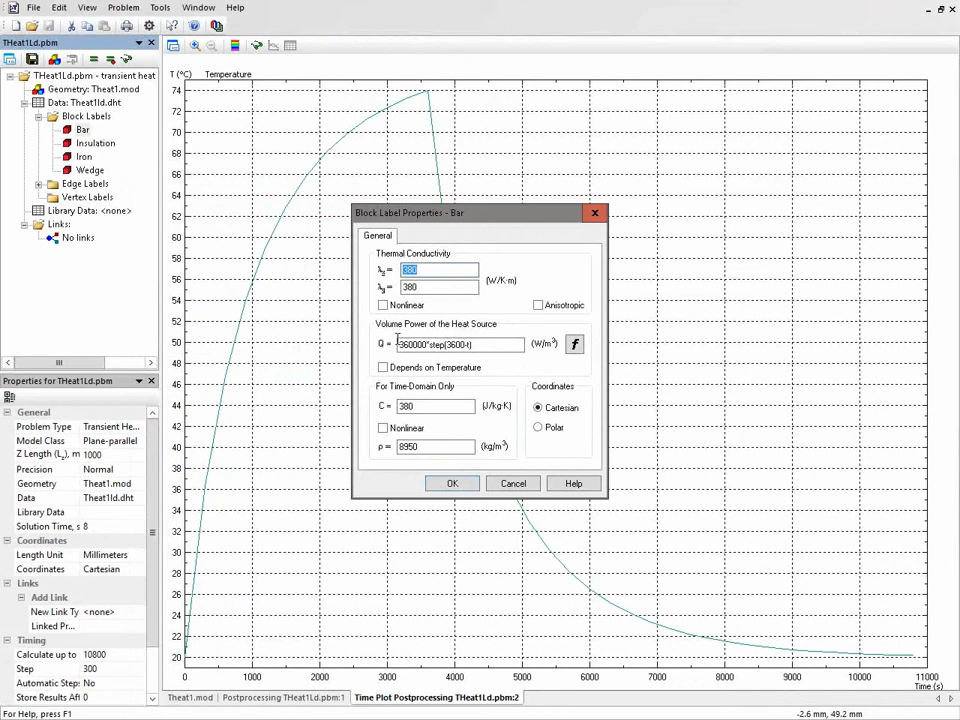 File Edit View Problem Tools Window Help
THeat1Ld.pbm
THeat1Ld.pbm - transient heat
Geometry: Theat1.mod
Data: THeat1ld.dht
Block Labels
Bar
Insulation
Iron
Wedge
Edge Labels
Vertex Labels
Library Data: <none>
Links:
No links
Properties for THeat1Ld.pbm
General
Problem Type Transient He...
Model Class Plane-parallel
Z Length (Lz), m 1000
Precision Normal
Geometry Theat1.mod
Data THeat1ld.dht
Library Data
Solution Time, s 8
Coordinates
Length Unit Millimeters
Coordinates Cartesian
Links
Add Link
New Link Ty <none>
Linked Pr...
Timing
Calculate up to 10800
Step 300
Automatic Step: No
Store Results Af 0
For Help, press F1
T (°C) Temperature
74
72
70
68
66
64
62
60
58
56
54
52
50
48
46
44
42
40
38
36
34
32
30
28
26
24
22
20
0 1000 2000 3000 4000 5000 6000 7000 8000 9000 10000 11000
Time (s)
Block Label Properties - Bar
General
Thermal Conductivity
λx= 380
λy= 380
(W/K·m)
Nonlinear Anisotropic
Volume Power of the Heat Source
Q = 360000*step(3600-t) (W/m³) f
Depends on Temperature
For Time-Domain Only
C = 380 (J/kg·K)
Nonlinear
ρ = 8950 (kg/m³)
Coordinates
Cartesian
Polar
OK Cancel Help
Theat1.mod Postprocessing THeat1Ld.pbm:1 Time Plot Postprocessing THeat1Ld.pbm:2
-2.6 mm, 49.2 mm